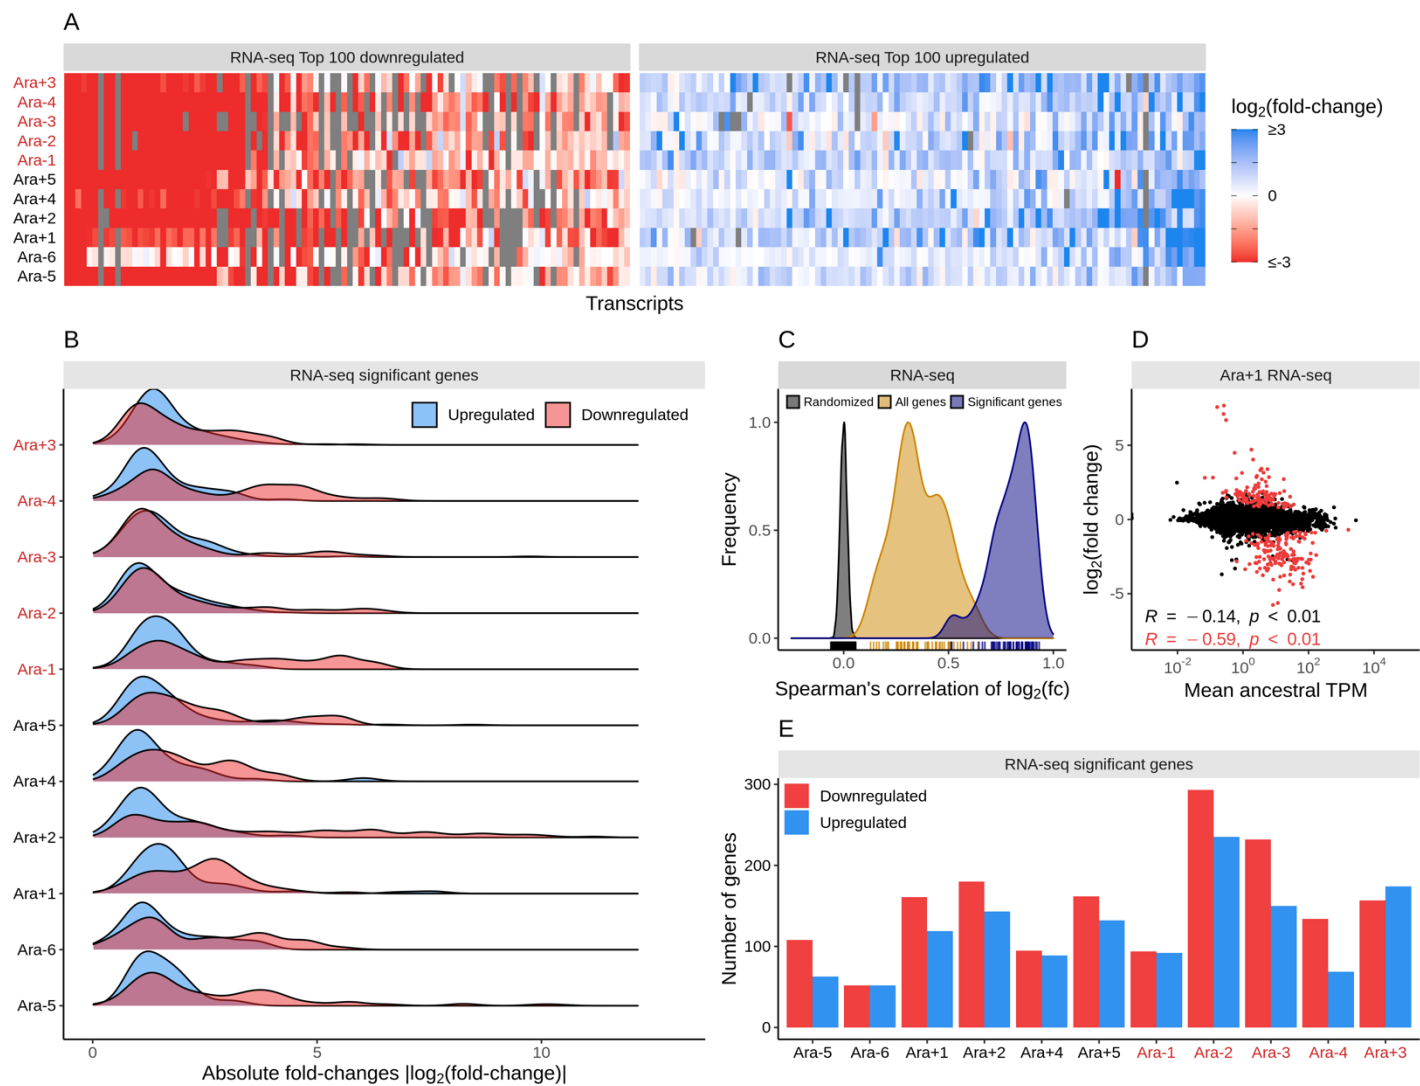 A
RNA-seq Top 100 downregulated
RNA-seq Top 100 upregulated
Ara+3
Ara-4
Ara-3
Ara-2
Ara-1
Ara+5
Ara+4
Ara+2
Ara+1
Ara-6
Ara-5
Transcripts
log₂(fold-change)
≥3
0
≤-3
B
RNA-seq significant genes
Upregulated
Downregulated
Ara+3
Ara-4
Ara-3
Ara-2
Ara-1
Ara+5
Ara+4
Ara+2
Ara+1
Ara-6
Ara-5
0 5 10
Absolute fold-changes |log₂(fold-change)|
C
RNA-seq
Randomized All genes Significant genes
Frequency
1.0
0.5
0.0
0.0 0.5 1.0
Spearman's correlation of log₂(fc)
D
Ara+1 RNA-seq
log₂(fold change)
5
0
-5
R = −0.14, p < 0.01
R = −0.59, p < 0.01
10⁻² 10⁰ 10² 10⁴
Mean ancestral TPM
E
RNA-seq significant genes
Downregulated
Upregulated
Number of genes
300
200
100
0
Ara-5 Ara-6 Ara+1 Ara+2 Ara+4 Ara+5 Ara-1 Ara-2 Ara-3 Ara-4 Ara+3